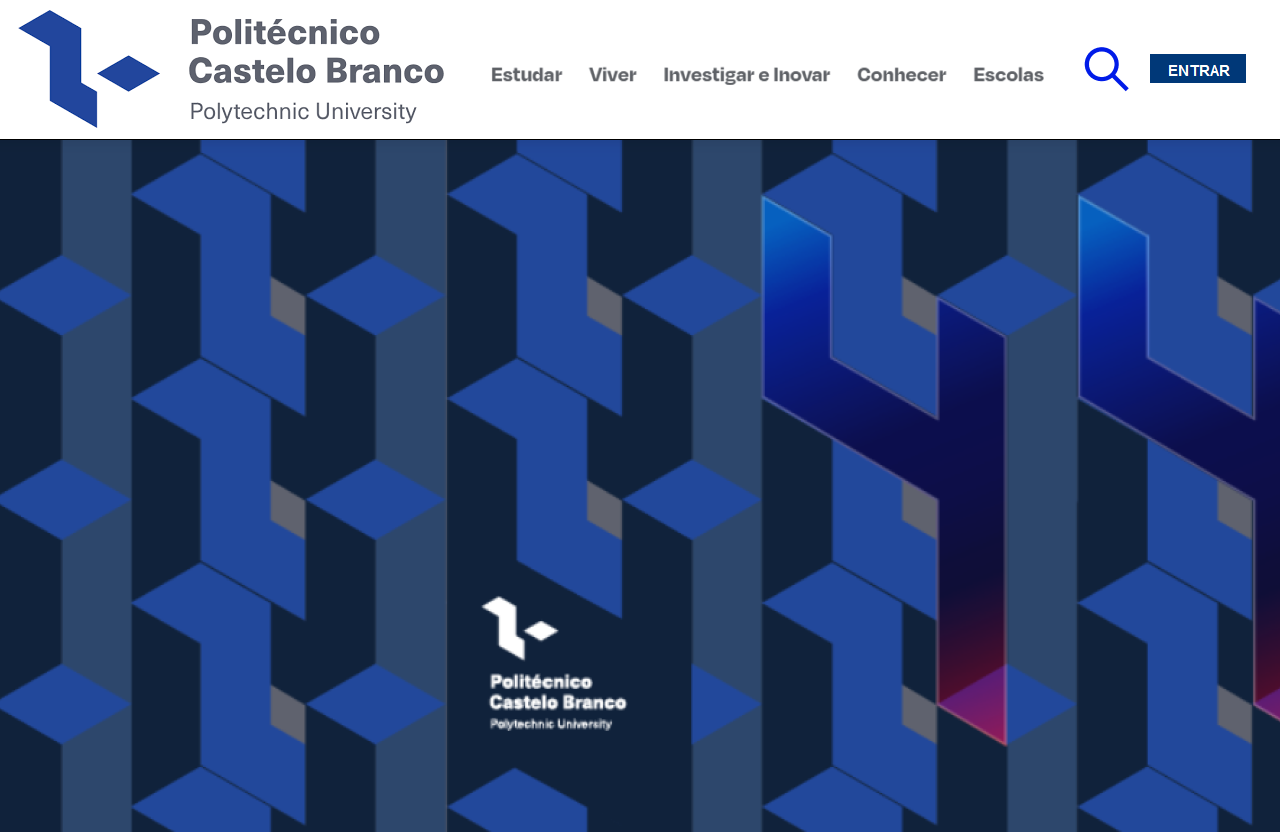 Politécnico
Castelo Branco
Polytechnic University
Estudar Viver Investigar e Inovar Conhecer Escolas ENTRAR
Politécnico
Castelo Branco
Polytechnic University